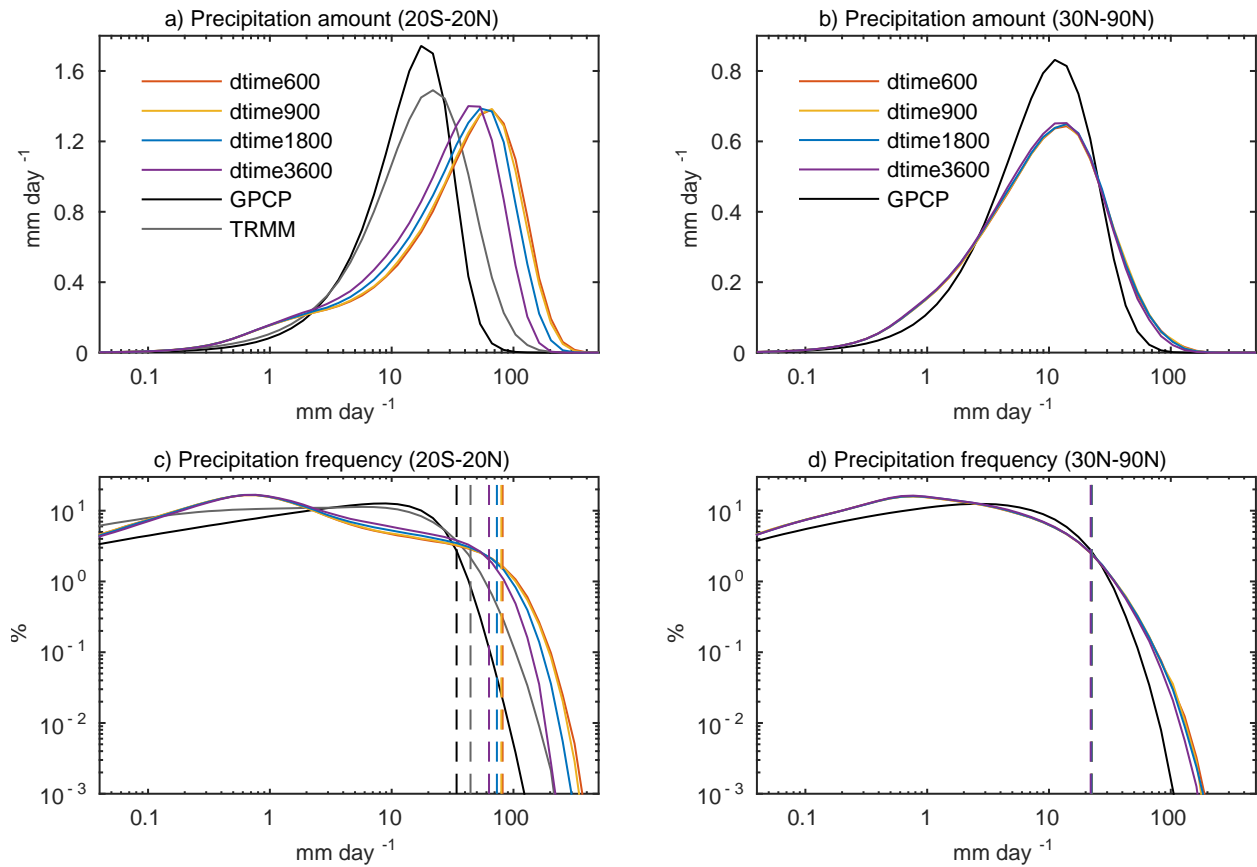 a) Precipitation amount (20S-20N)
mm day -1
1.6
1.2
0.8
0.4
0
dtime600
dtime900
dtime1800
dtime3600
GPCP
TRMM
0.1 1 10 100
mm day -1
b) Precipitation amount (30N-90N)
mm day -1
0.8
0.6
0.4
0.2
0
dtime600
dtime900
dtime1800
dtime3600
GPCP
0.1 1 10 100
mm day -1
c) Precipitation frequency (20S-20N)
%
10 1
10 0
10 -1
10 -2
10 -3
0.1 1 10 100
mm day -1
d) Precipitation frequency (30N-90N)
%
10 1
10 0
10 -1
10 -2
10 -3
0.1 1 10 100
mm day -1